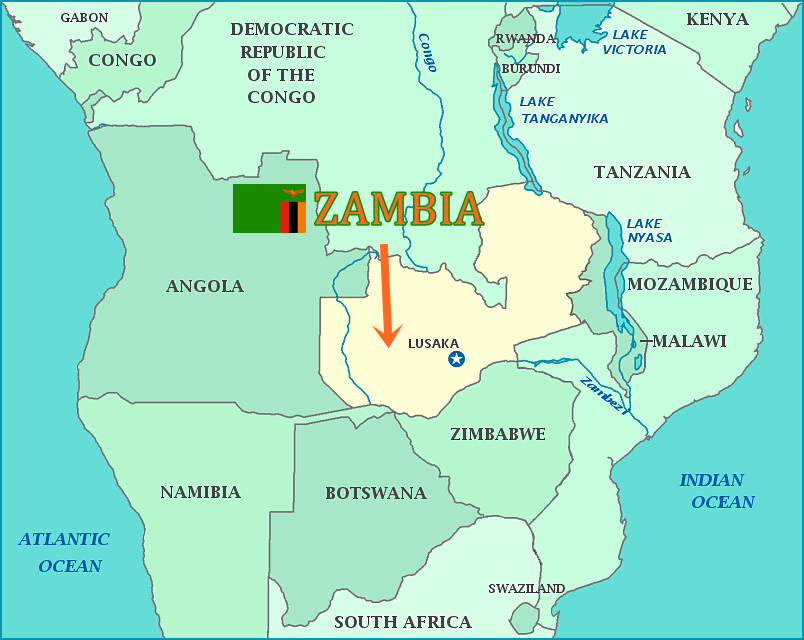 GABON
KENYA
DEMOCRATIC
REPUBLIC
OF THE
CONGO
CONGO
Congo
RWANDA
LAKE
VICTORIA
BURUNDI
LAKE
TANGANYIKA
TANZANIA
ZAMBIA
LAKE
NYASA
ANGOLA
MOZAMBIQUE
LUSAKA
MALAWI
Zambezi
ZIMBABWE
NAMIBIA
BOTSWANA
INDIAN
OCEAN
ATLANTIC
OCEAN
SWAZILAND
SOUTH AFRICA